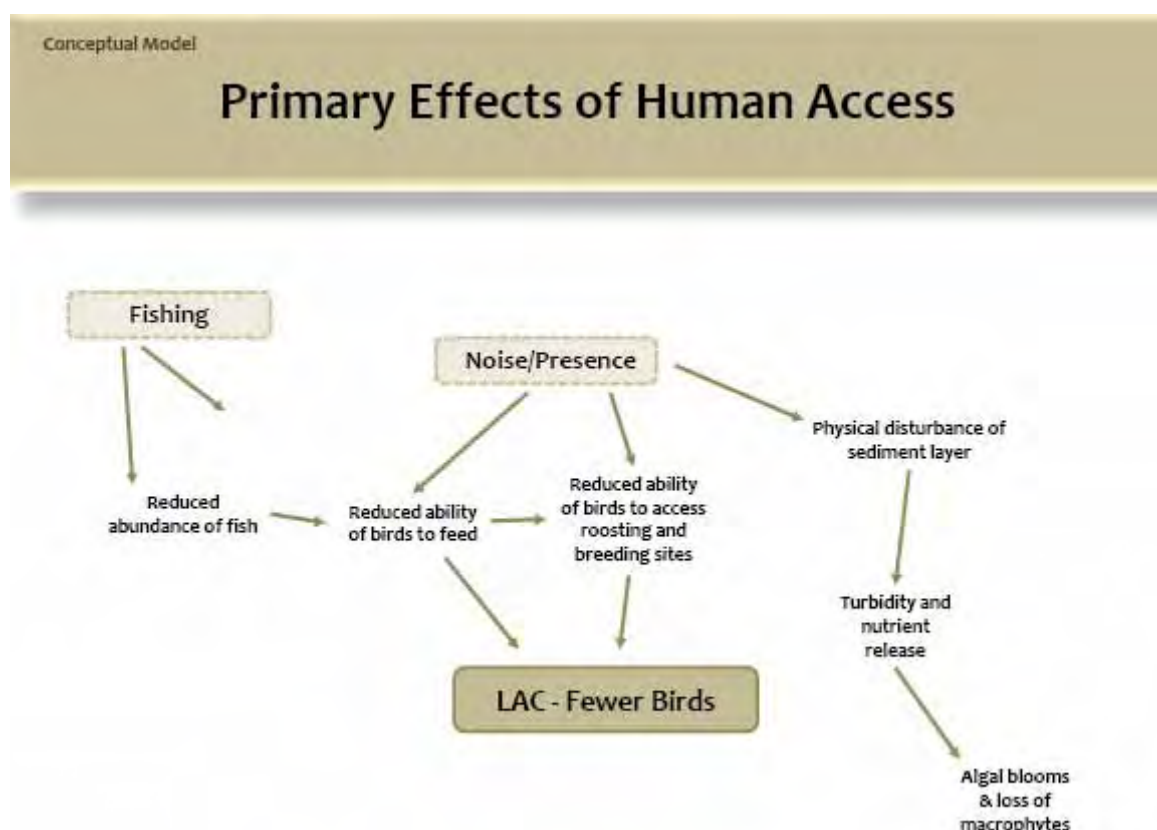 Conceptual Model
Primary Effects of Human Access
Fishing
Noise/Presence
Physical disturbance of
sediment layer
Reduced
abundance of fish
Reduced ability
of birds to feed
Reduced ability
of birds to access
roosting and
breeding sites
Turbidity and
nutrient
release
LAC - Fewer Birds
Algal blooms
& loss of
macrophytes